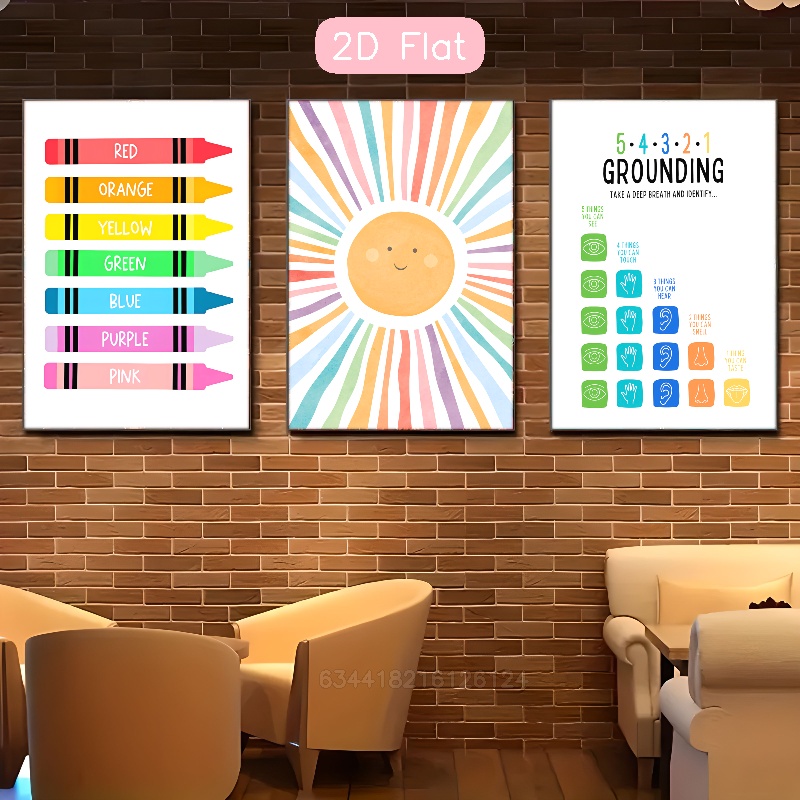 2D Flat
RED
ORANGE
YELLOW
GREEN
BLUE
PURPLE
PINK
5·4·3·2·1
GROUNDING
TAKE A DEEP BREATH AND IDENTIFY...
5 THINGS
YOU CAN
SEE
4 THINGS
YOU CAN
TOUCH
3 THINGS
YOU CAN
HEAR
2 THINGS
YOU CAN
SMELL
1 THING
YOU CAN
TASTE
634418216126124